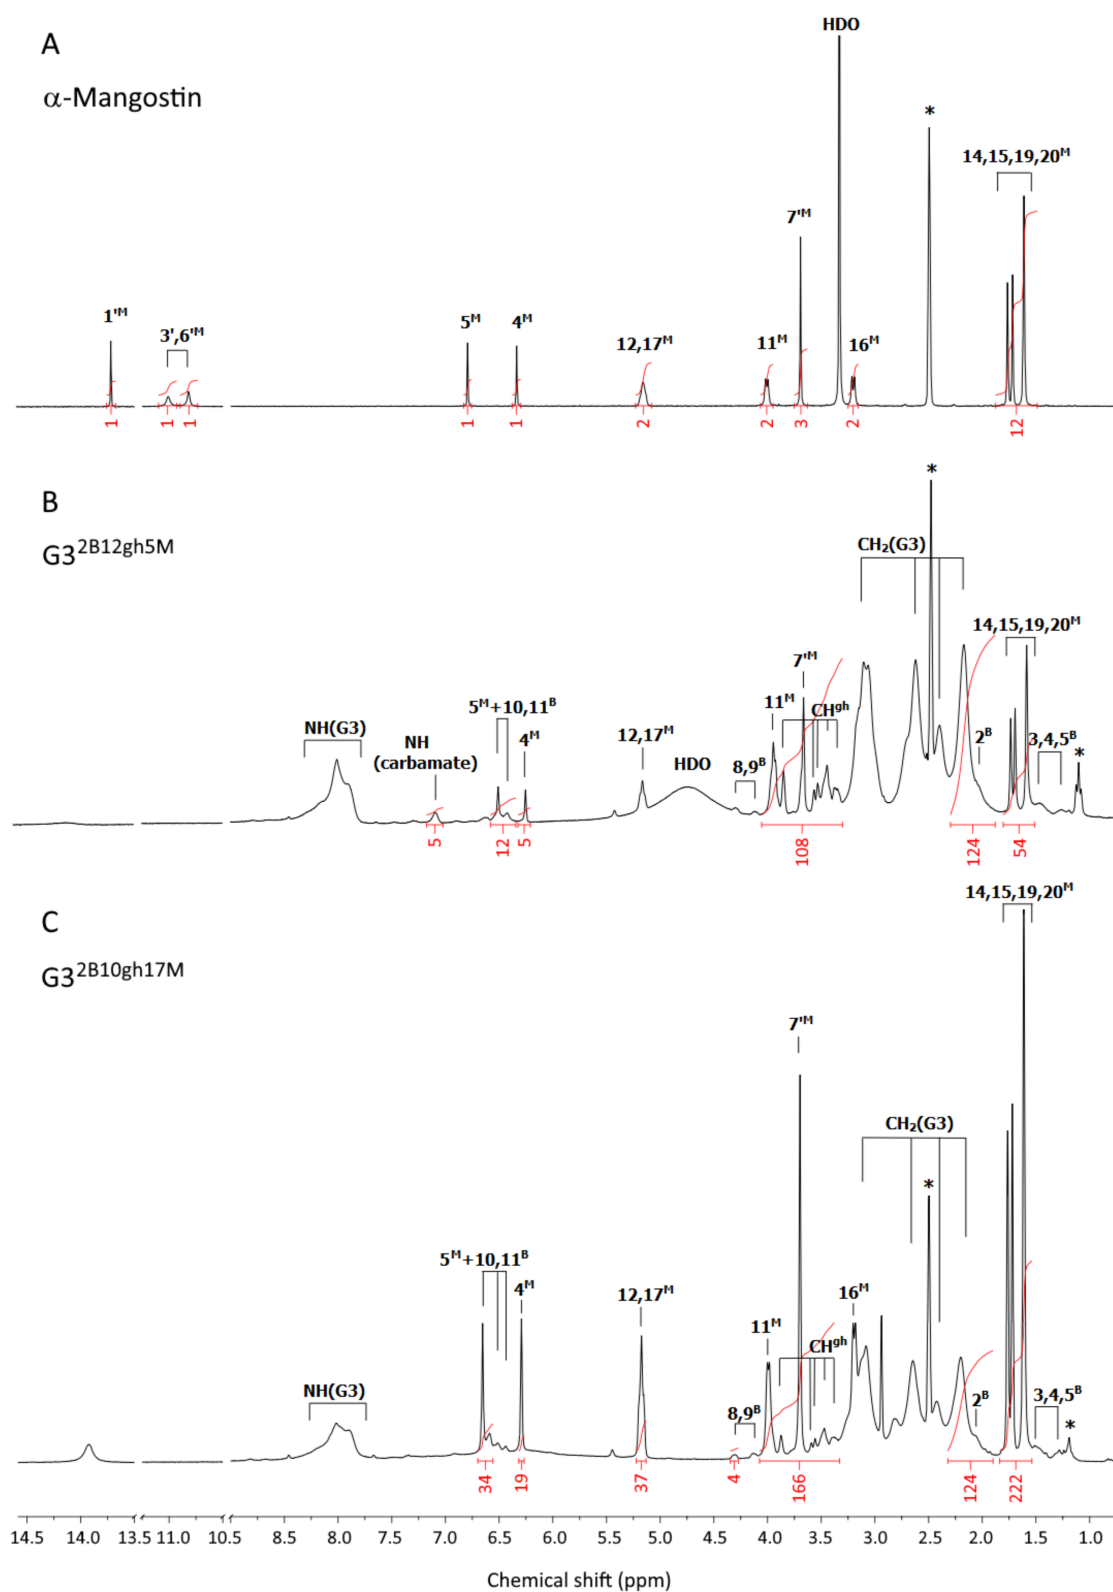 A
α-Mangostin
HDO
*
14,15,19,20ᴹ
7'ᴹ
1'ᴹ
3',6'ᴹ
5ᴹ
4ᴹ
12,17ᴹ
11ᴹ
16ᴹ
1
1
1
1
1
2
2
3
2
12
B
G3²ᴮ¹²ᵍʰ⁵ᴹ
*
CH₂(G3)
14,15,19,20ᴹ
7'ᴹ
11ᴹ
CHᵍʰ
5ᴹ+10,11ᴮ
NH(G3)
NH
(carbamate)
4ᴹ
12,17ᴹ
HDO
8,9ᴮ
2ᴮ
3,4,5ᴮ
*
5
12
5
108
124
54
C
G3²ᴮ¹⁰ᵍʰ¹⁷ᴹ
14,15,19,20ᴹ
7'ᴹ
CH₂(G3)
*
5ᴹ+10,11ᴮ
4ᴹ
12,17ᴹ
16ᴹ
11ᴹ
CHᵍʰ
NH(G3)
8,9ᴮ
2ᴮ
3,4,5ᴮ
*
34
19
37
4
166
124
222
14.5 14.0 13.5 11.0 10.5 8.0 7.5 7.0 6.5 6.0 5.5 5.0 4.5 4.0 3.5 3.0 2.5 2.0 1.5 1.0
Chemical shift (ppm)